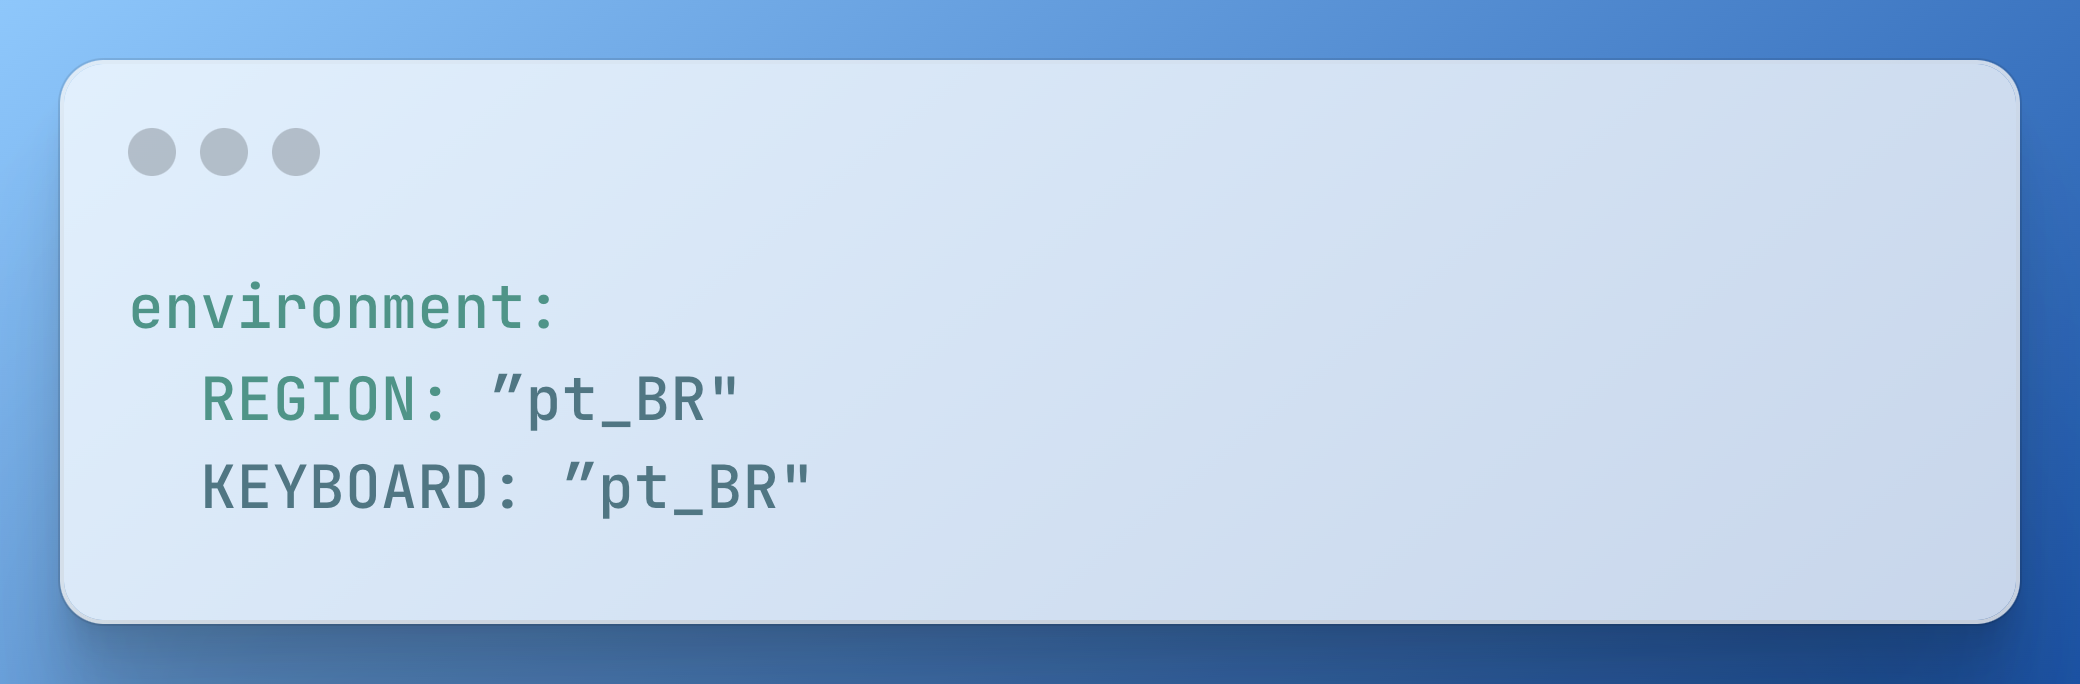 environment:
  REGION: ”pt_BR"
  KEYBOARD: ”pt_BR"